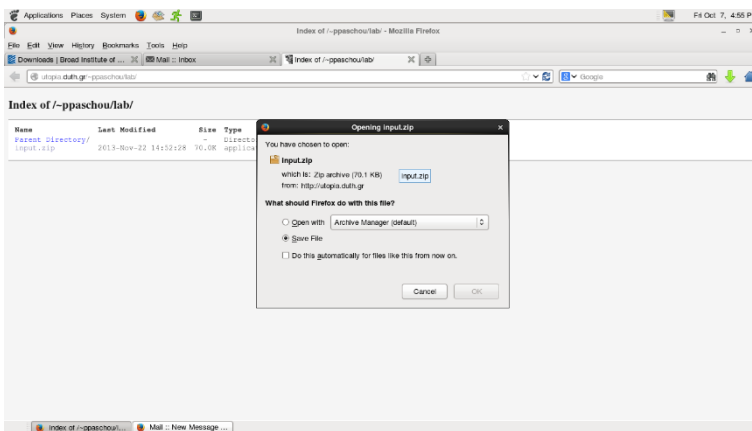 Applications Places System Fri Oct 7, 4:55 P
Index of /~ppaschou/lab/ - Mozilla Firefox
File Edit View History Bookmarks Tools Help
Downloads | Broad Institute of ... Mail :: Inbox Index of /~ppaschou/lab/
utopia.duth.gr/~ppaschou/lab/ Google
Index of /~ppaschou/lab/
Name Last Modified Size Type
Parent Directory/ - Directo
input.zip 2013-Nov-22 14:52:28 70.0K applica
Opening input.zip
You have chosen to open:
input.zip
which is: Zip archive (70.1 KB)
input.zip
from: http://utopia.duth.gr
What should Firefox do with this file?
Open with Archive Manager (default)
Save File
Do this automatically for files like this from now on.
Cancel OK
Index of /~ppaschou/l... Mail :: New Message ...